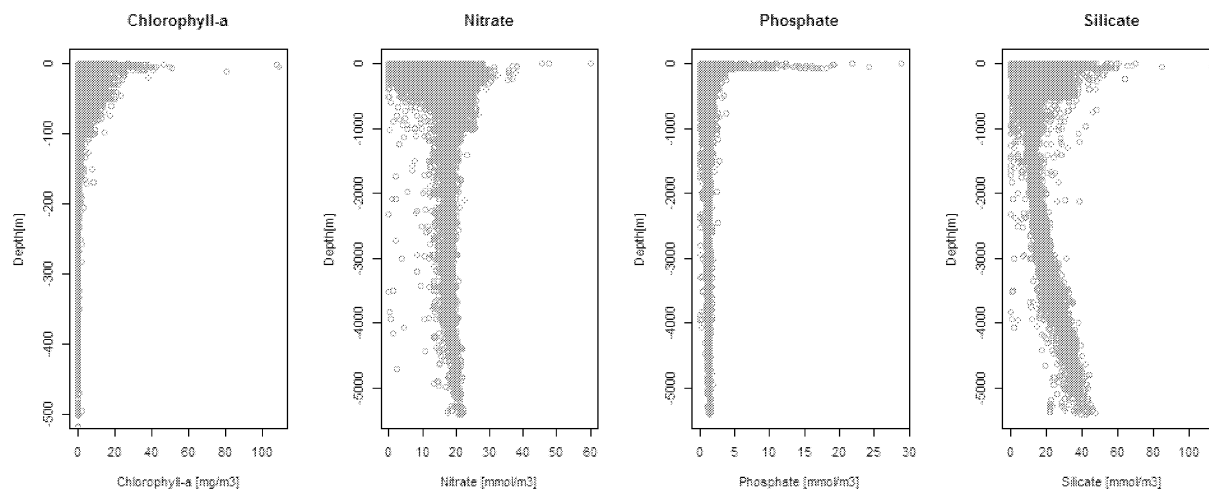 Chlorophyll-a
Depth[m]
0
-100
-200
-300
-400
-500
0 20 40 60 80 100
Chlorophyll-a [mg/m3]
Nitrate
Depth[m]
0
-1000
-2000
-3000
-4000
-5000
0 10 20 30 40 50 60
Nitrate [mmol/m3]
Phosphate
Depth[m]
0
-1000
-2000
-3000
-4000
-5000
0 5 10 15 20 25 30
Phosphate [mmol/m3]
Silicate
Depth[m]
0
-1000
-2000
-3000
-4000
-5000
0 20 40 60 80 100
Silicate [mmol/m3]